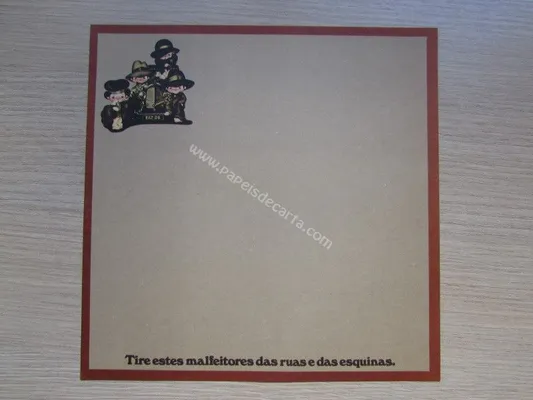 www.papeisdecarta.com
Tire estes malfeitores das ruas e das esquinas.